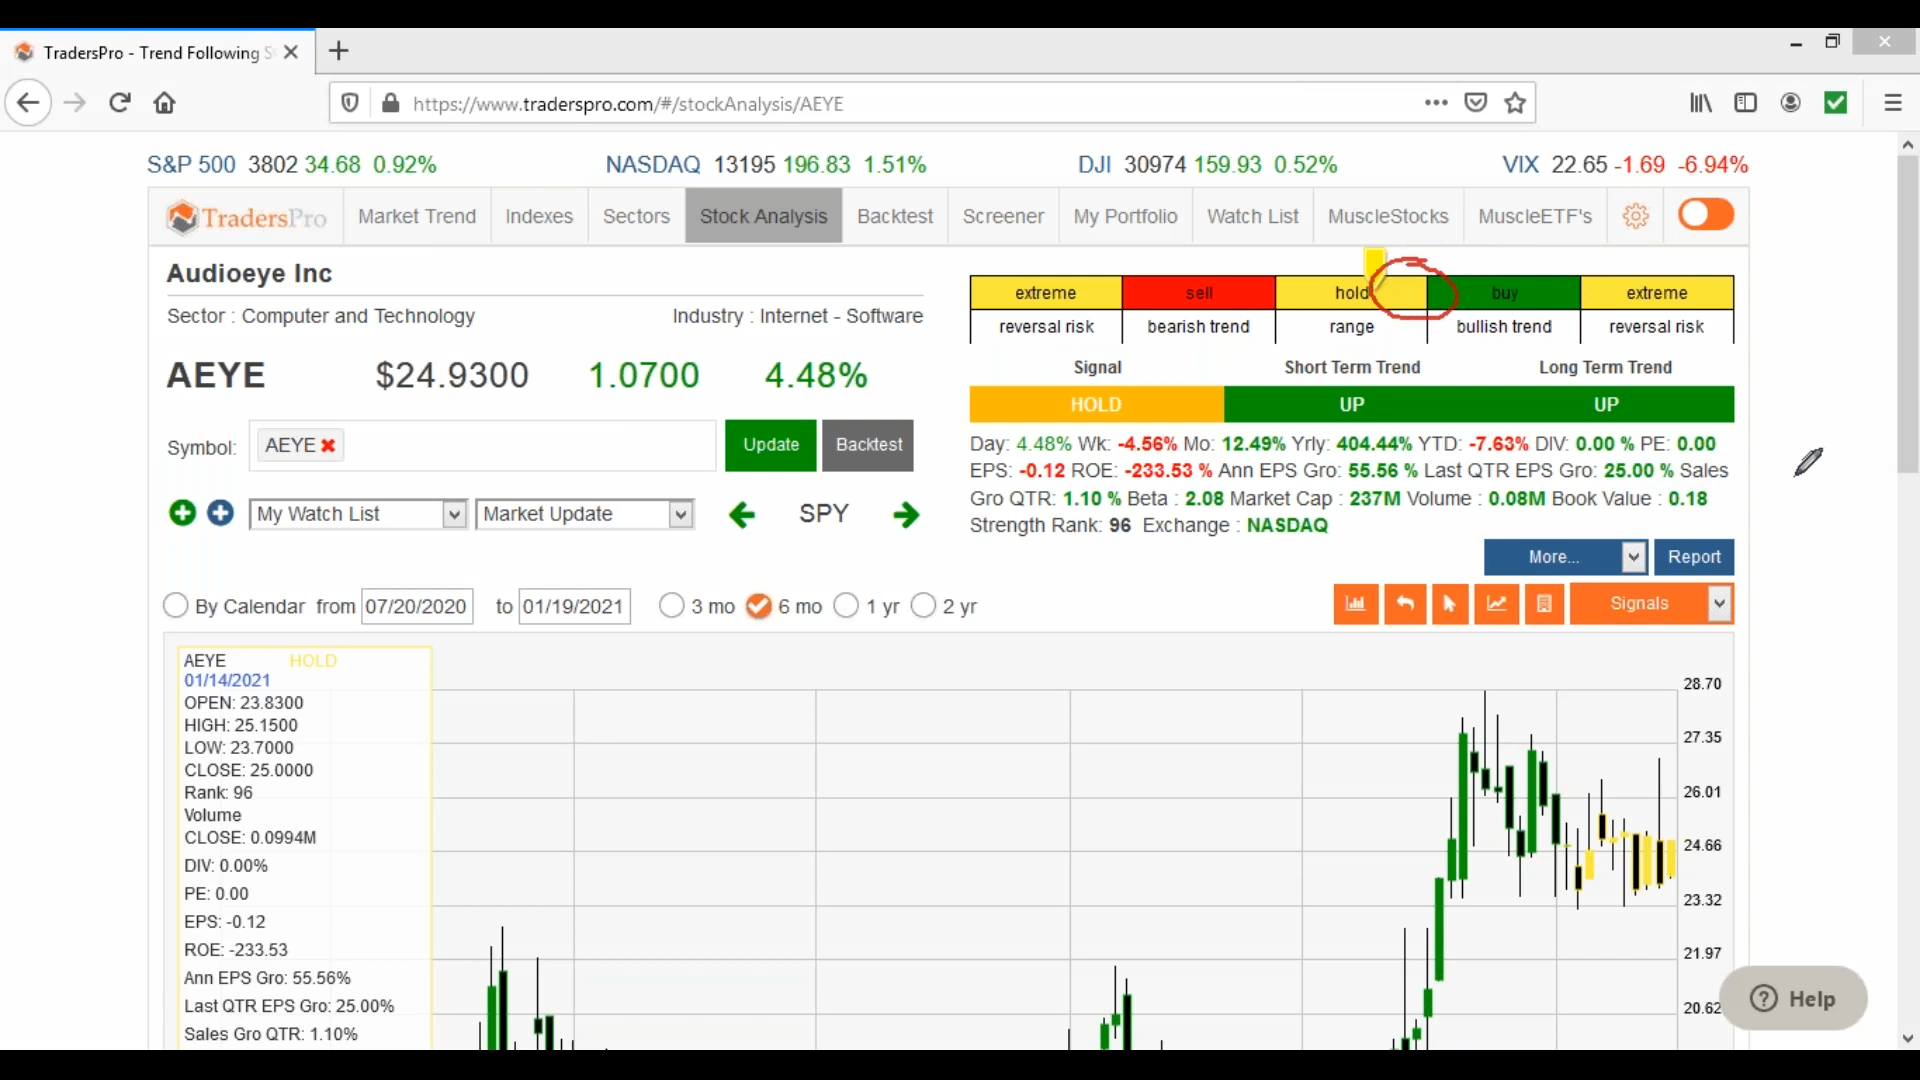 TradersPro - Trend Following S
https://www.traderspro.com/#/stockAnalysis/AEYE
S&P 500 3802 34.68 0.92% NASDAQ 13195 196.83 1.51% DJI 30974 159.93 0.52% VIX 22.65 -1.69 -6.94%
TradersPro Market Trend Indexes Sectors Stock Analysis Backtest Screener My Portfolio Watch List MuscleStocks MuscleETF's
Audioeye Inc
Sector : Computer and Technology Industry : Internet - Software
AEYE $24.9300 1.0700 4.48%
Symbol: AEYE Update Backtest
My Watch List Market Update SPY
extreme sell hold buy extreme
reversal risk bearish trend range bullish trend reversal risk
Signal Short Term Trend Long Term Trend
HOLD UP UP
Day: 4.48% Wk: -4.56% Mo: 12.49% Yrly: 404.44% YTD: -7.63% DIV: 0.00 % PE: 0.00
EPS: -0.12 ROE: -233.53 % Ann EPS Gro: 55.56 % Last QTR EPS Gro: 25.00 % Sales
Gro QTR: 1.10 % Beta : 2.08 Market Cap : 237M Volume : 0.08M Book Value : 0.18
Strength Rank: 96 Exchange : NASDAQ
More... Report
By Calendar from 07/20/2020 to 01/19/2021 3 mo 6 mo 1 yr 2 yr
Signals
AEYE HOLD
01/14/2021
OPEN: 23.8300
HIGH: 25.1500
LOW: 23.7000
CLOSE: 25.0000
Rank: 96
Volume
CLOSE: 0.0994M
DIV: 0.00%
PE: 0.00
EPS: -0.12
ROE: -233.53
Ann EPS Gro: 55.56%
Last QTR EPS Gro: 25.00%
Sales Gro QTR: 1.10%
28.70
27.35
26.01
24.66
23.32
21.97
20.62
Help